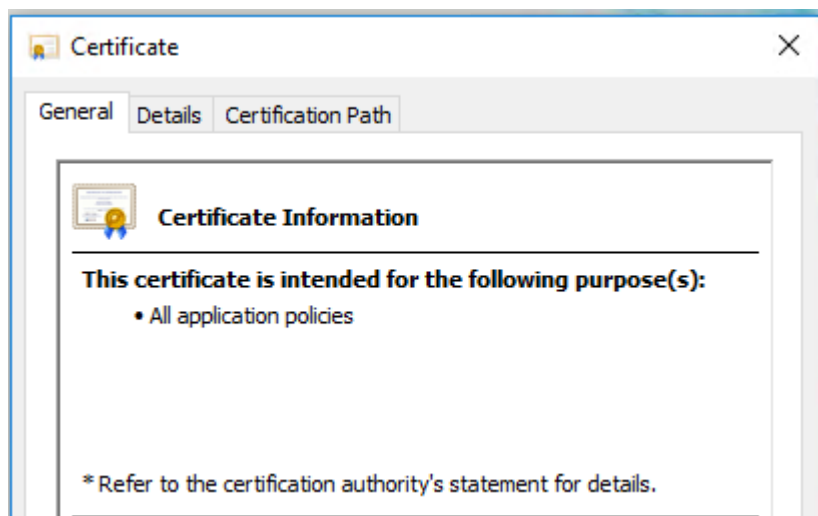 Certificate
General Details Certification Path
Certificate Information
This certificate is intended for the following purpose(s):
• All application policies
* Refer to the certification authority's statement for details.